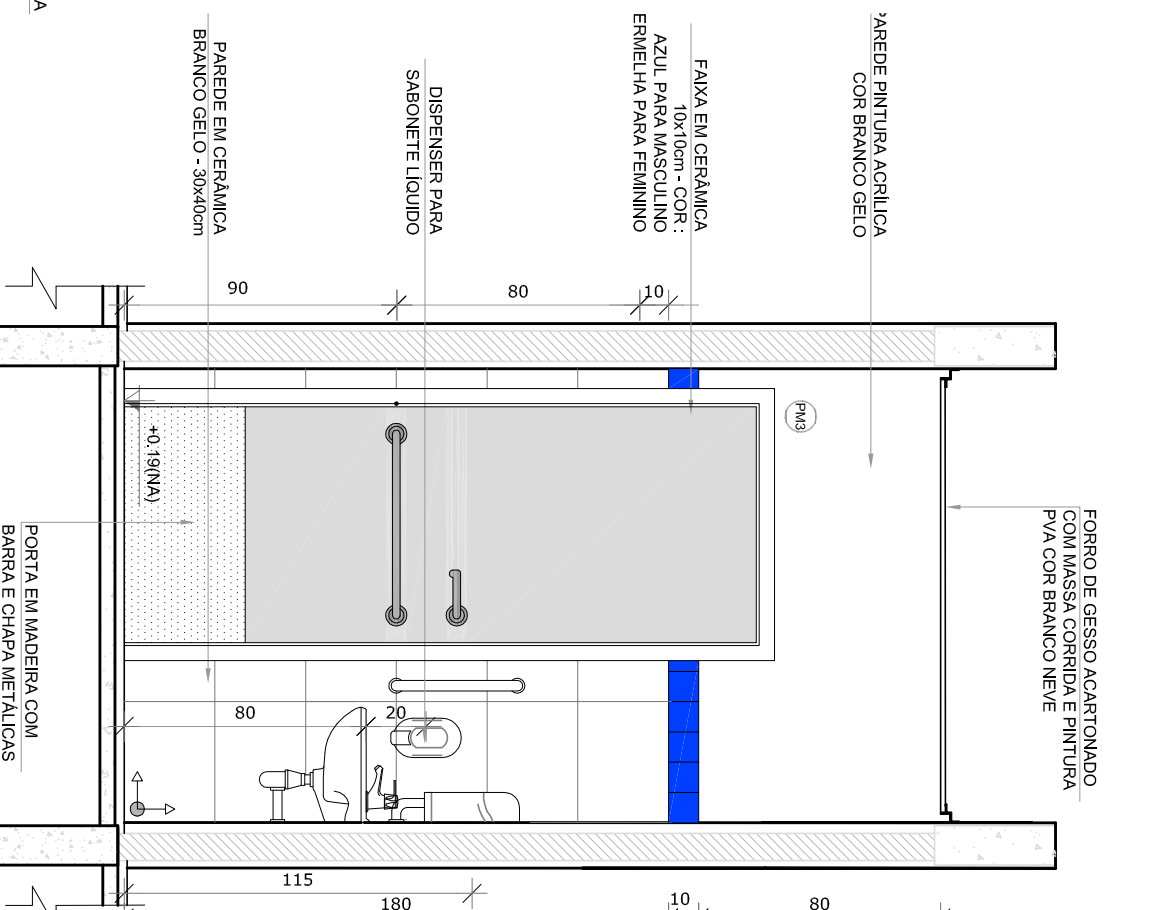 A
PAREDE EM CERÂMICA
BRANCO GELO - 30x40cm
DISPENSER PARA
SABONETE LÍQUIDO
FAIXA EM CERÂMICA
10x10cm - COR :
AZUL PARA MASCULINO
ERMELHA PARA FEMININO
PAREDE PINTURA ACRÍLICA
COR BRANCO GELO
90
80
10
PM3
+0.19(NA)
FORRO DE GESSO ACARTONADO
COM MASSA CORRIDA E PINTURA
PVA COR BRANCO NEVE
PORTA EM MADEIRA COM
BARRA E CHAPA METÁLICAS
80
20
115
180
10
80